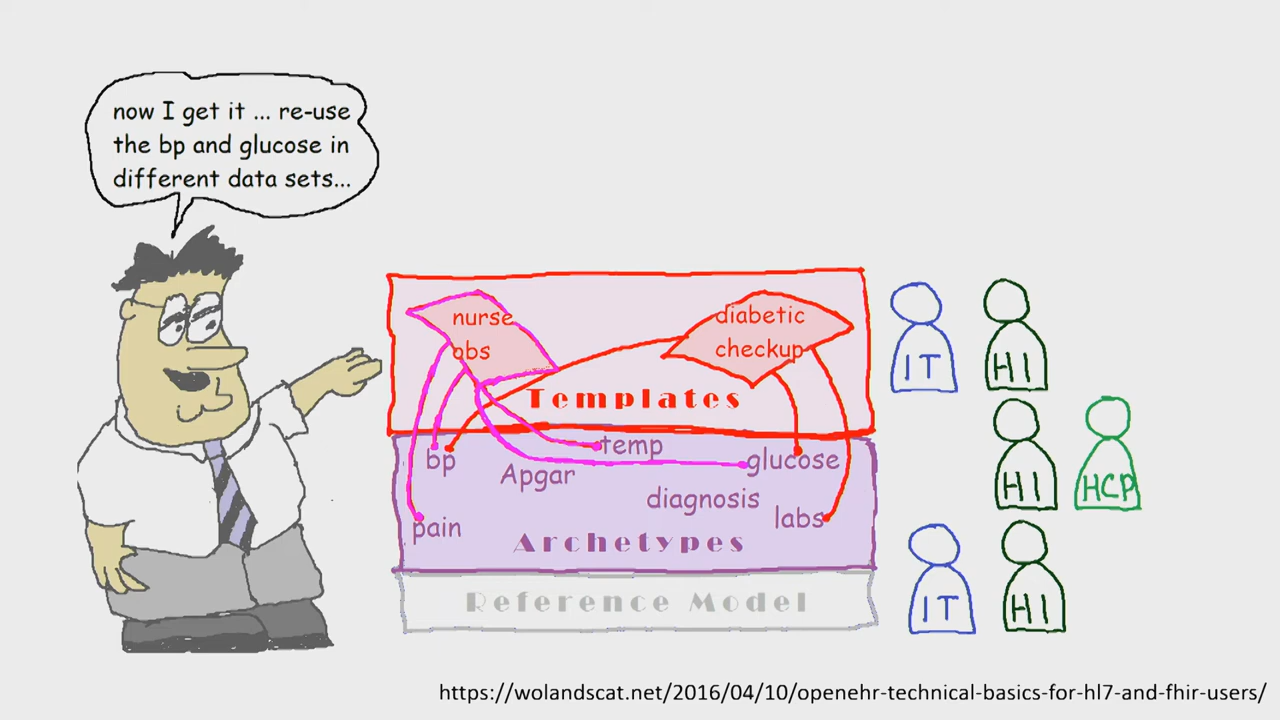 now I get it ... re-use
the bp and glucose in
different data sets...
nurse
obs
diabetic
checkup
Templates
IT
HI
bp
temp
Apgar
glucose
diagnosis
pain
labs
Archetypes
HI
HCP
Reference Model
IT
HI
https://wolandscat.net/2016/04/10/openehr-technical-basics-for-hl7-and-fhir-users/